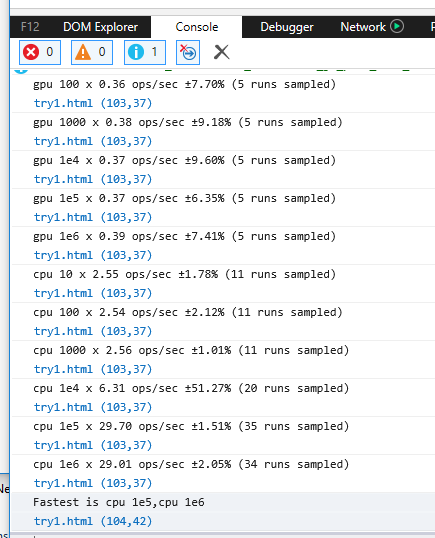 F12 DOM Explorer Console Debugger Network
0 0 1
gpu 100 x 0.36 ops/sec ±7.70% (5 runs sampled)
try1.html (103,37)
gpu 1000 x 0.38 ops/sec ±9.18% (5 runs sampled)
try1.html (103,37)
gpu 1e4 x 0.37 ops/sec ±9.60% (5 runs sampled)
try1.html (103,37)
gpu 1e5 x 0.37 ops/sec ±6.35% (5 runs sampled)
try1.html (103,37)
gpu 1e6 x 0.39 ops/sec ±7.41% (5 runs sampled)
try1.html (103,37)
cpu 10 x 2.55 ops/sec ±1.78% (11 runs sampled)
try1.html (103,37)
cpu 100 x 2.54 ops/sec ±2.12% (11 runs sampled)
try1.html (103,37)
cpu 1000 x 2.56 ops/sec ±1.01% (11 runs sampled)
try1.html (103,37)
cpu 1e4 x 6.31 ops/sec ±51.27% (20 runs sampled)
try1.html (103,37)
cpu 1e5 x 29.70 ops/sec ±1.51% (35 runs sampled)
try1.html (103,37)
cpu 1e6 x 29.01 ops/sec ±2.05% (34 runs sampled)
try1.html (103,37)
Fastest is cpu 1e5,cpu 1e6
try1.html (104,42)